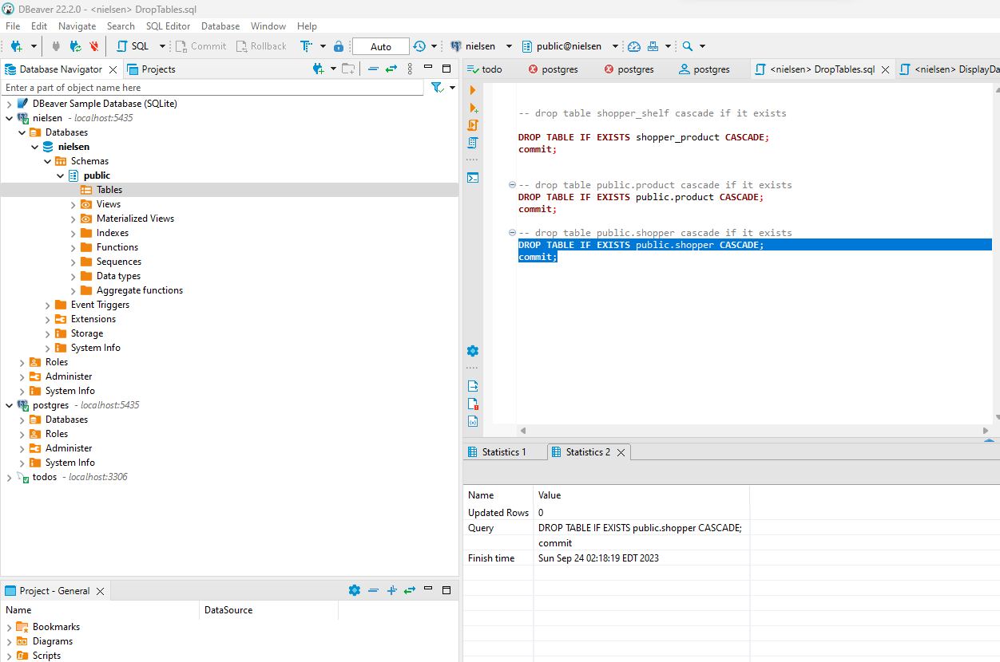 DBeaver 22.2.0 - <nielsen> DropTables.sql
File Edit Navigate Search SQL Editor Database Window Help
SQL Commit Rollback Auto nielsen public@nielsen
Database Navigator Projects
Enter a part of object name here
DBeaver Sample Database (SQLite)
nielsen - localhost:5435
Databases
nielsen
Schemas
public
Tables
Views
Materialized Views
Indexes
Functions
Sequences
Data types
Aggregate functions
Event Triggers
Extensions
Storage
System Info
Roles
Administer
System Info
postgres - localhost:5435
Databases
Roles
Administer
System Info
todos - localhost:3306
Project - General
Name DataSource
Bookmarks
Diagrams
Scripts
todo postgres postgres postgres <nielsen> DropTables.sql <nielsen> DisplayDa
-- drop table shopper_shelf cascade if it exists
DROP TABLE IF EXISTS shopper_product CASCADE;
commit;
-- drop table public.product cascade if it exists
DROP TABLE IF EXISTS public.product CASCADE;
commit;
-- drop table public.shopper cascade if it exists
DROP TABLE IF EXISTS public.shopper CASCADE;
commit;
Statistics 1 Statistics 2
Name Value
Updated Rows 0
Query DROP TABLE IF EXISTS public.shopper CASCADE;
commit
Finish time Sun Sep 24 02:18:19 EDT 2023